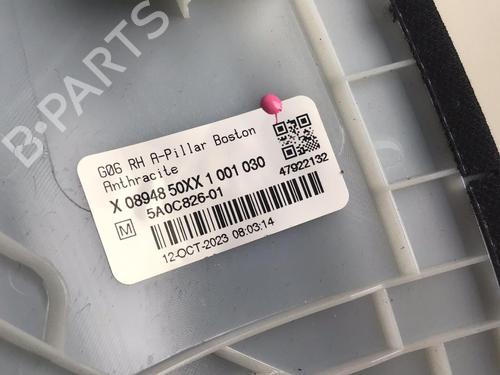 B-PARTS
G06 RH A-Pillar Boston
Anthracite
X 08948 50XX 1 001 030
5A0C826-01
M
47922132
12-OCT-2023 08:03:14